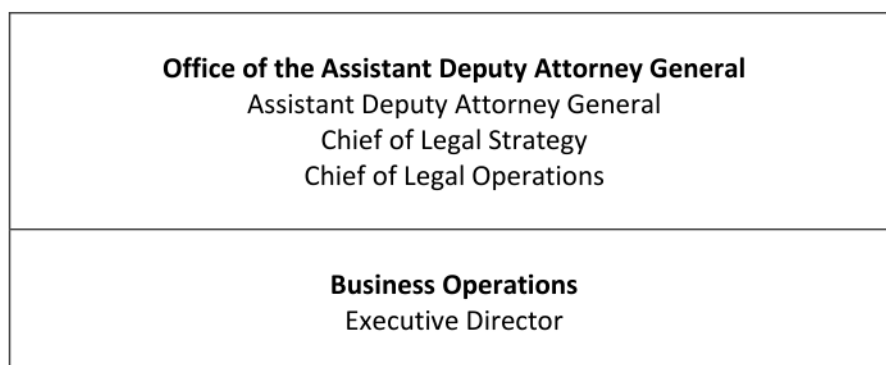 Office of the Assistant Deputy Attorney General
Assistant Deputy Attorney General
Chief of Legal Strategy
Chief of Legal Operations
Business Operations
Executive Director